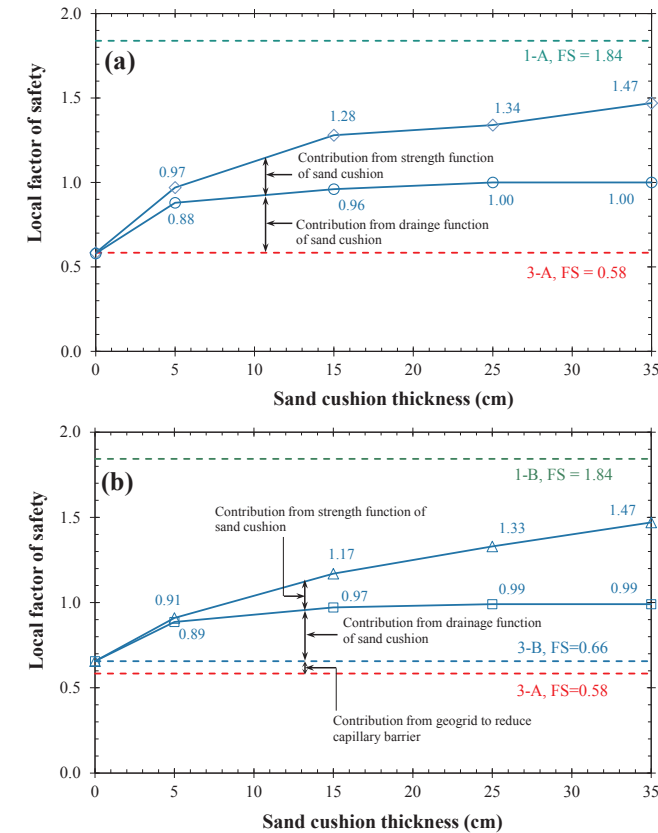 2.0
(a)
1-A, FS = 1.84
1.5
1.47
1.28
1.34
Contribution from strength function
of sand cushion
0.97
1.0
0.88
0.96
1.00
1.00
Contribution from drainge function
of sand cushion
0.5
3-A, FS = 0.58
0.0
0 5 10 15 20 25 30 35
Local factor of safety
Sand cushion thickness (cm)
2.0
(b)
1-B, FS = 1.84
Contribution from strength function of
sand cushion
1.5
1.47
1.33
1.17
0.91
1.0
0.97
0.99
0.99
0.89
Contribution from drainage function
of sand cushion
3-B, FS=0.66
0.5
3-A, FS=0.58
Contribution from geogrid to reduce
capillary barrier
0.0
0 5 10 15 20 25 30 35
Local factor of safety
Sand cushion thickness (cm)